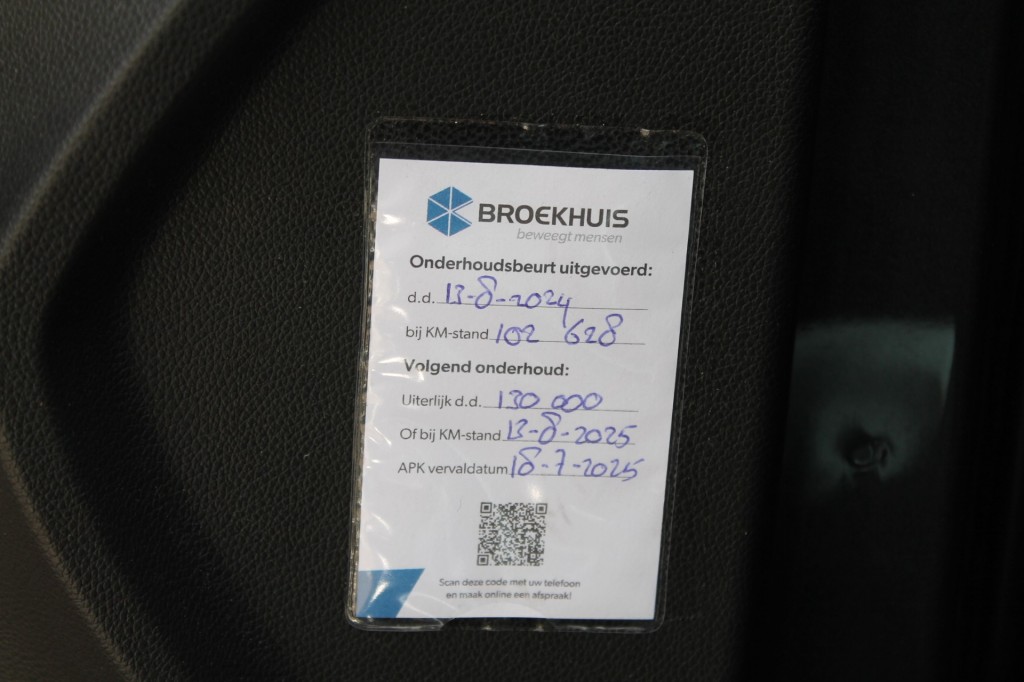 BROEKHUIS
beweegt mensen
Onderhoudsbeurt uitgevoerd:
d.d. 13-8-2024
bij KM-stand 102 628
Volgend onderhoud:
Uiterlijk d.d. 130 000
Of bij KM-stand 13-8-2025
APK vervaldatum 18-7-2025
Scan deze code met uw telefoon
en maak online een afspraak!